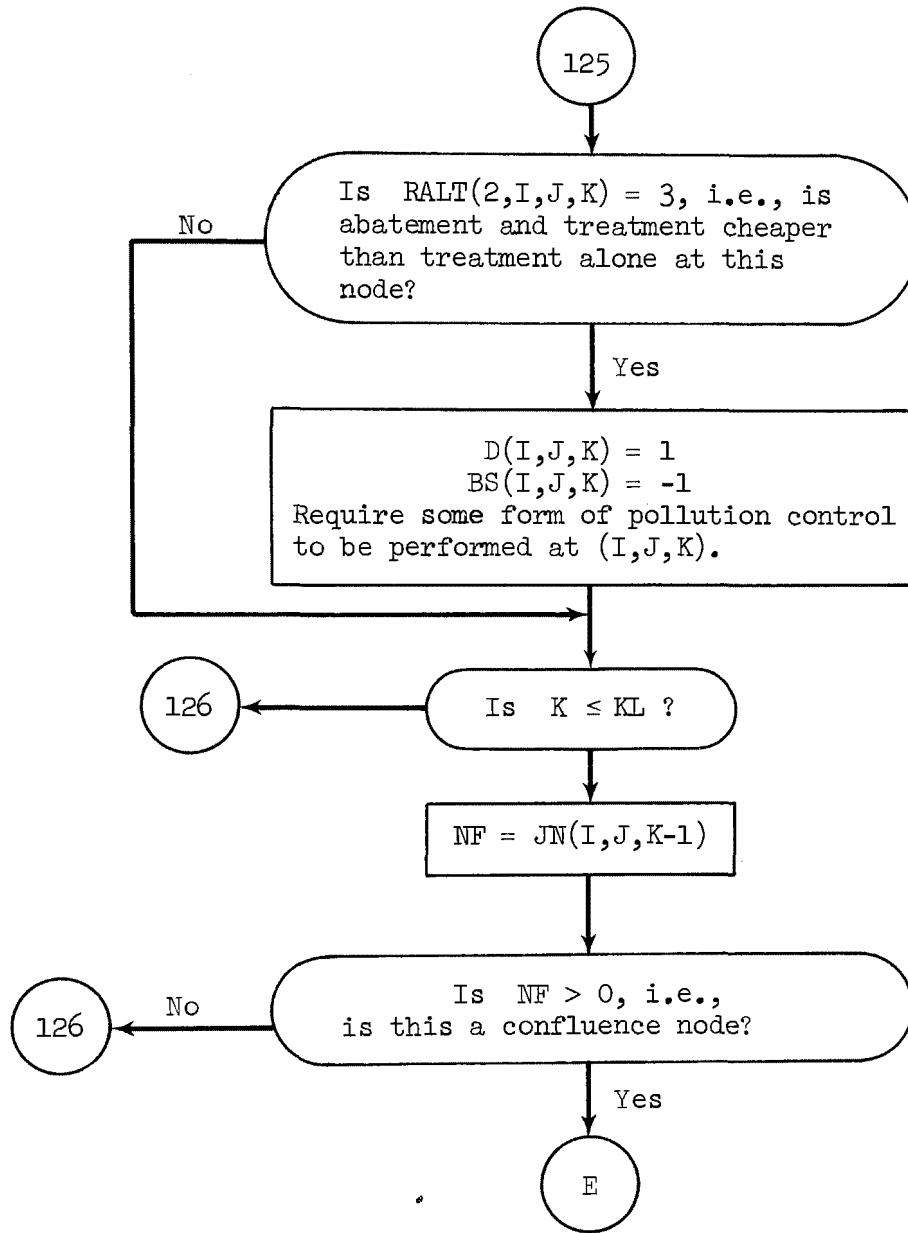 125
Is RALT(2,I,J,K) = 3, i.e., is
abatement and treatment cheaper
than treatment alone at this
node?
No
Yes
D(I,J,K) = 1
BS(I,J,K) = -1
Require some form of pollution control
to be performed at (I,J,K).
126
Is K ≤ KL ?
NF = JN(I,J,K-1)
Is NF > 0, i.e.,
is this a confluence node?
No
126
Yes
E